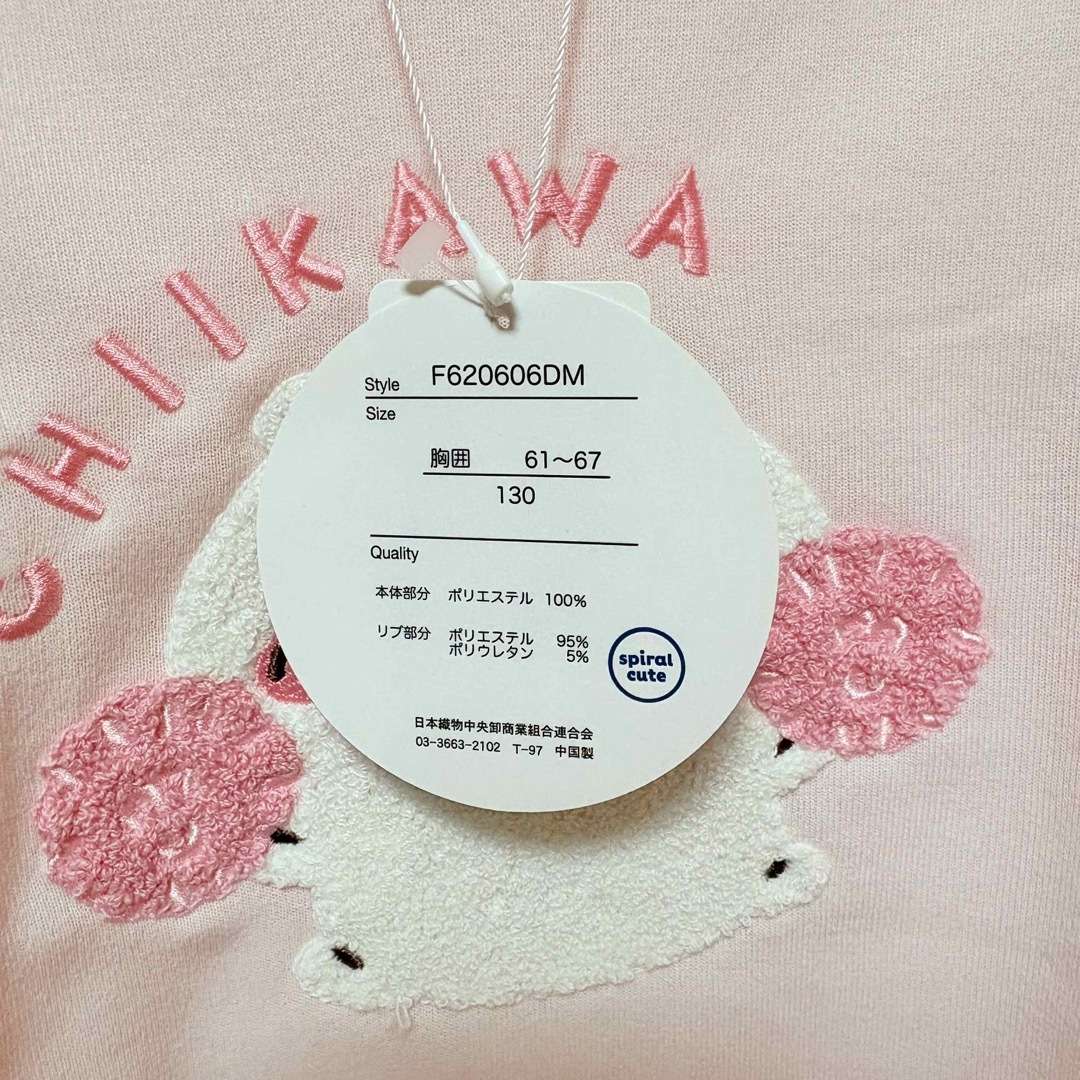 CHIIKAWA
Style F620606DM
Size
胸囲 61～67
130
Quality
本体部分 ポリエステル 100%
リブ部分 ポリエステル 95%
ポリウレタン 5%
spiral
cute
日本織物中央卸商業組合連合会
03-3663-2102 T-97 中国製